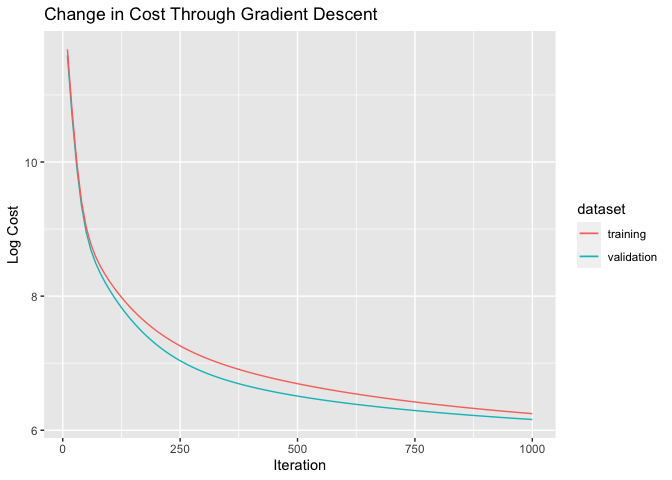 Change in Cost Through Gradient Descent
Log Cost
10
8
6
0
250
500
750
1000
Iteration
dataset
training
validation